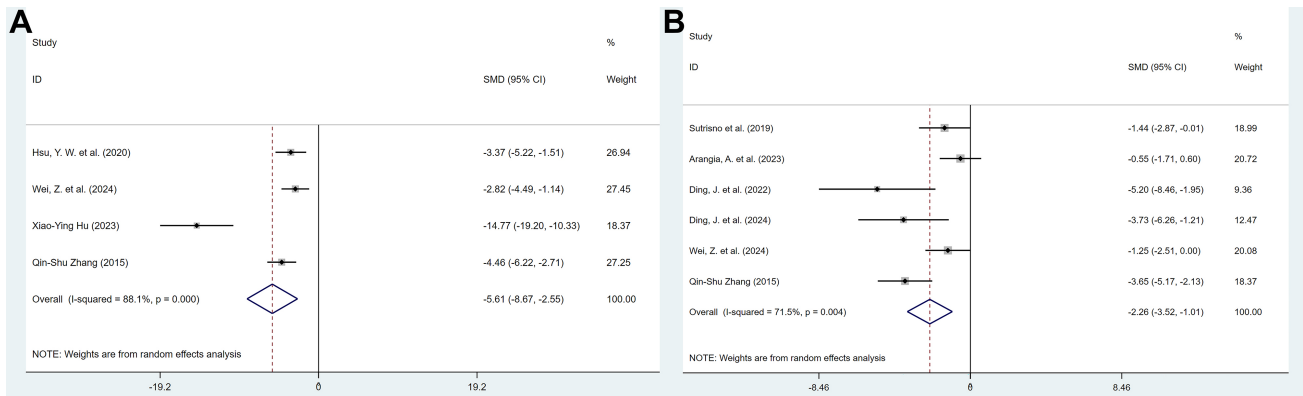 A
Study %
ID SMD (95% CI) Weight
Hsu, Y. W. et al. (2020) -3.37 (-5.22, -1.51) 26.94
Wei, Z. et al. (2024) -2.82 (-4.49, -1.14) 27.45
Xiao-Ying Hu (2023) -14.77 (-19.20, -10.33) 18.37
Qin-Shu Zhang (2015) -4.46 (-6.22, -2.71) 27.25
Overall (I-squared = 88.1%, p = 0.000) -5.61 (-8.67, -2.55) 100.00
NOTE: Weights are from random effects analysis
-19.2 0 19.2
B
Study %
ID SMD (95% CI) Weight
Sutrisno et al. (2019) -1.44 (-2.87, -0.01) 18.99
Arangia, A. et al. (2023) -0.55 (-1.71, 0.60) 20.72
Ding, J. et al. (2022) -5.20 (-8.46, -1.95) 9.36
Ding, J. et al. (2024) -3.73 (-6.26, -1.21) 12.47
Wei, Z. et al. (2024) -1.25 (-2.51, 0.00) 20.08
Qin-Shu Zhang (2015) -3.65 (-5.17, -2.13) 18.37
Overall (I-squared = 71.5%, p = 0.004) -2.26 (-3.52, -1.01) 100.00
NOTE: Weights are from random effects analysis
-8.46 0 8.46